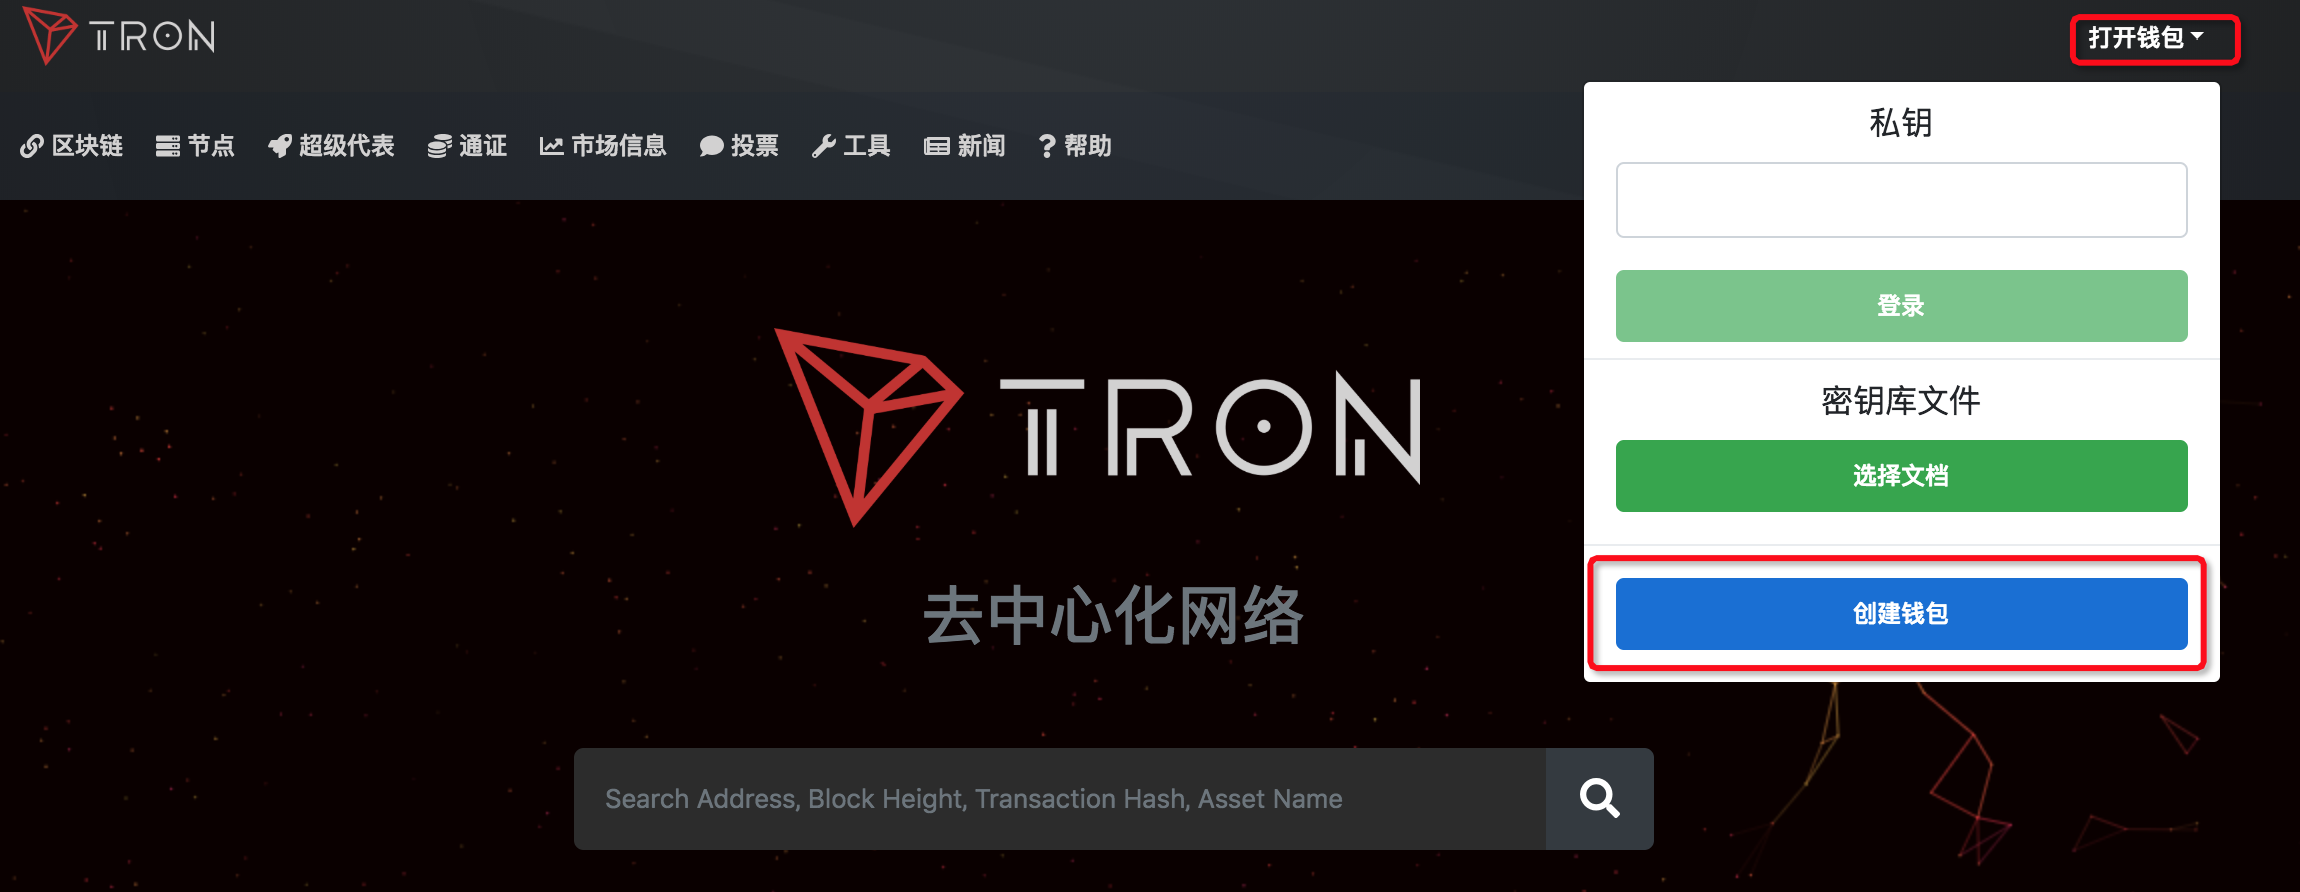 TRON
打开钱包
区块链 节点 超级代表 通证 市场信息 投票 工具 新闻 帮助
私钥
登录
密钥库文件
选择文档
创建钱包
TRON
去中心化网络
Search Address, Block Height, Transaction Hash, Asset Name